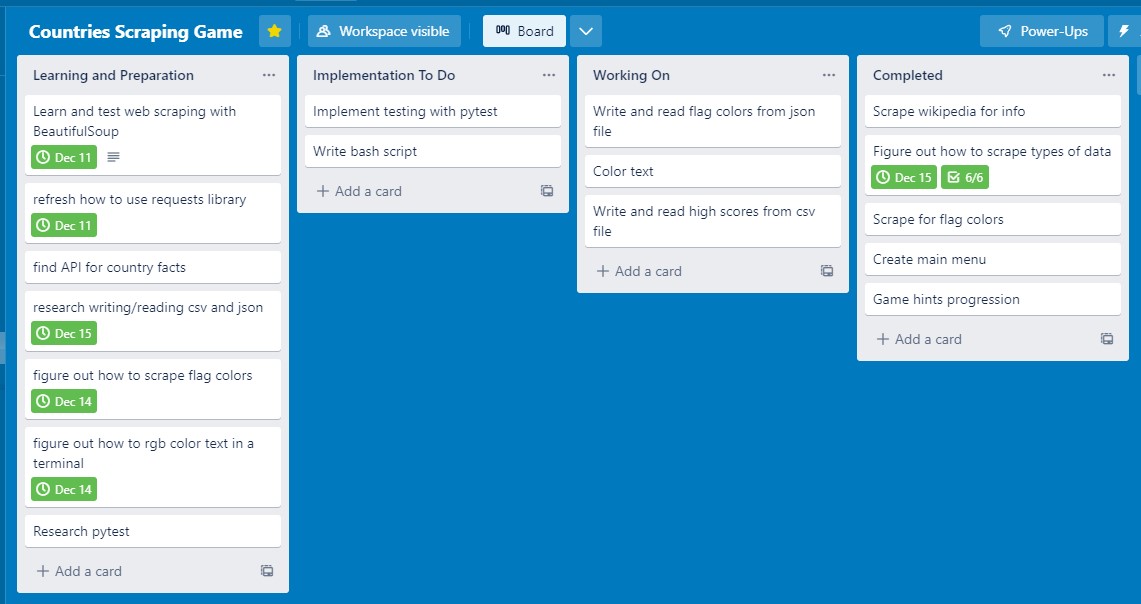 Countries Scraping Game
Workspace visible
Board
Power-Ups
Learning and Preparation
Learn and test web scraping with
BeautifulSoup
Dec 11
refresh how to use requests library
Dec 11
find API for country facts
research writing/reading csv and json
Dec 15
figure out how to scrape flag colors
Dec 14
figure out how to rgb color text in a
terminal
Dec 14
Research pytest
+ Add a card
Implementation To Do
Implement testing with pytest
Write bash script
+ Add a card
Working On
Write and read flag colors from json
file
Color text
Write and read high scores from csv
file
+ Add a card
Completed
Scrape wikipedia for info
Figure out how to scrape types of data
Dec 15
6/6
Scrape for flag colors
Create main menu
Game hints progression
+ Add a card